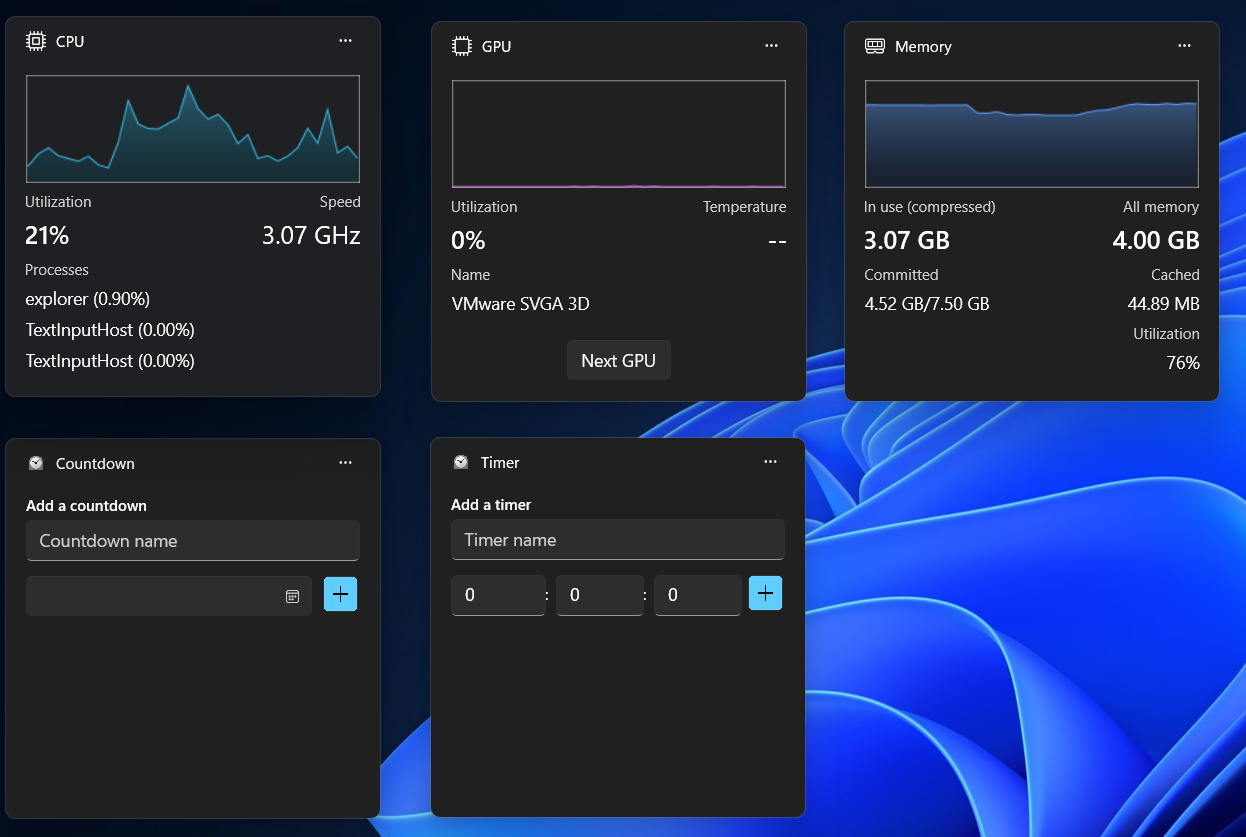 CPU
Utilization Speed
21% 3.07 GHz
Processes
explorer (0.90%)
TextInputHost (0.00%)
TextInputHost (0.00%)
GPU
Utilization Temperature
0% --
Name
VMware SVGA 3D
Next GPU
Memory
In use (compressed) All memory
3.07 GB 4.00 GB
Committed Cached
4.52 GB/7.50 GB 44.89 MB
Utilization
76%
Countdown
Add a countdown
Countdown name
Timer
Add a timer
Timer name
0 : 0 : 0